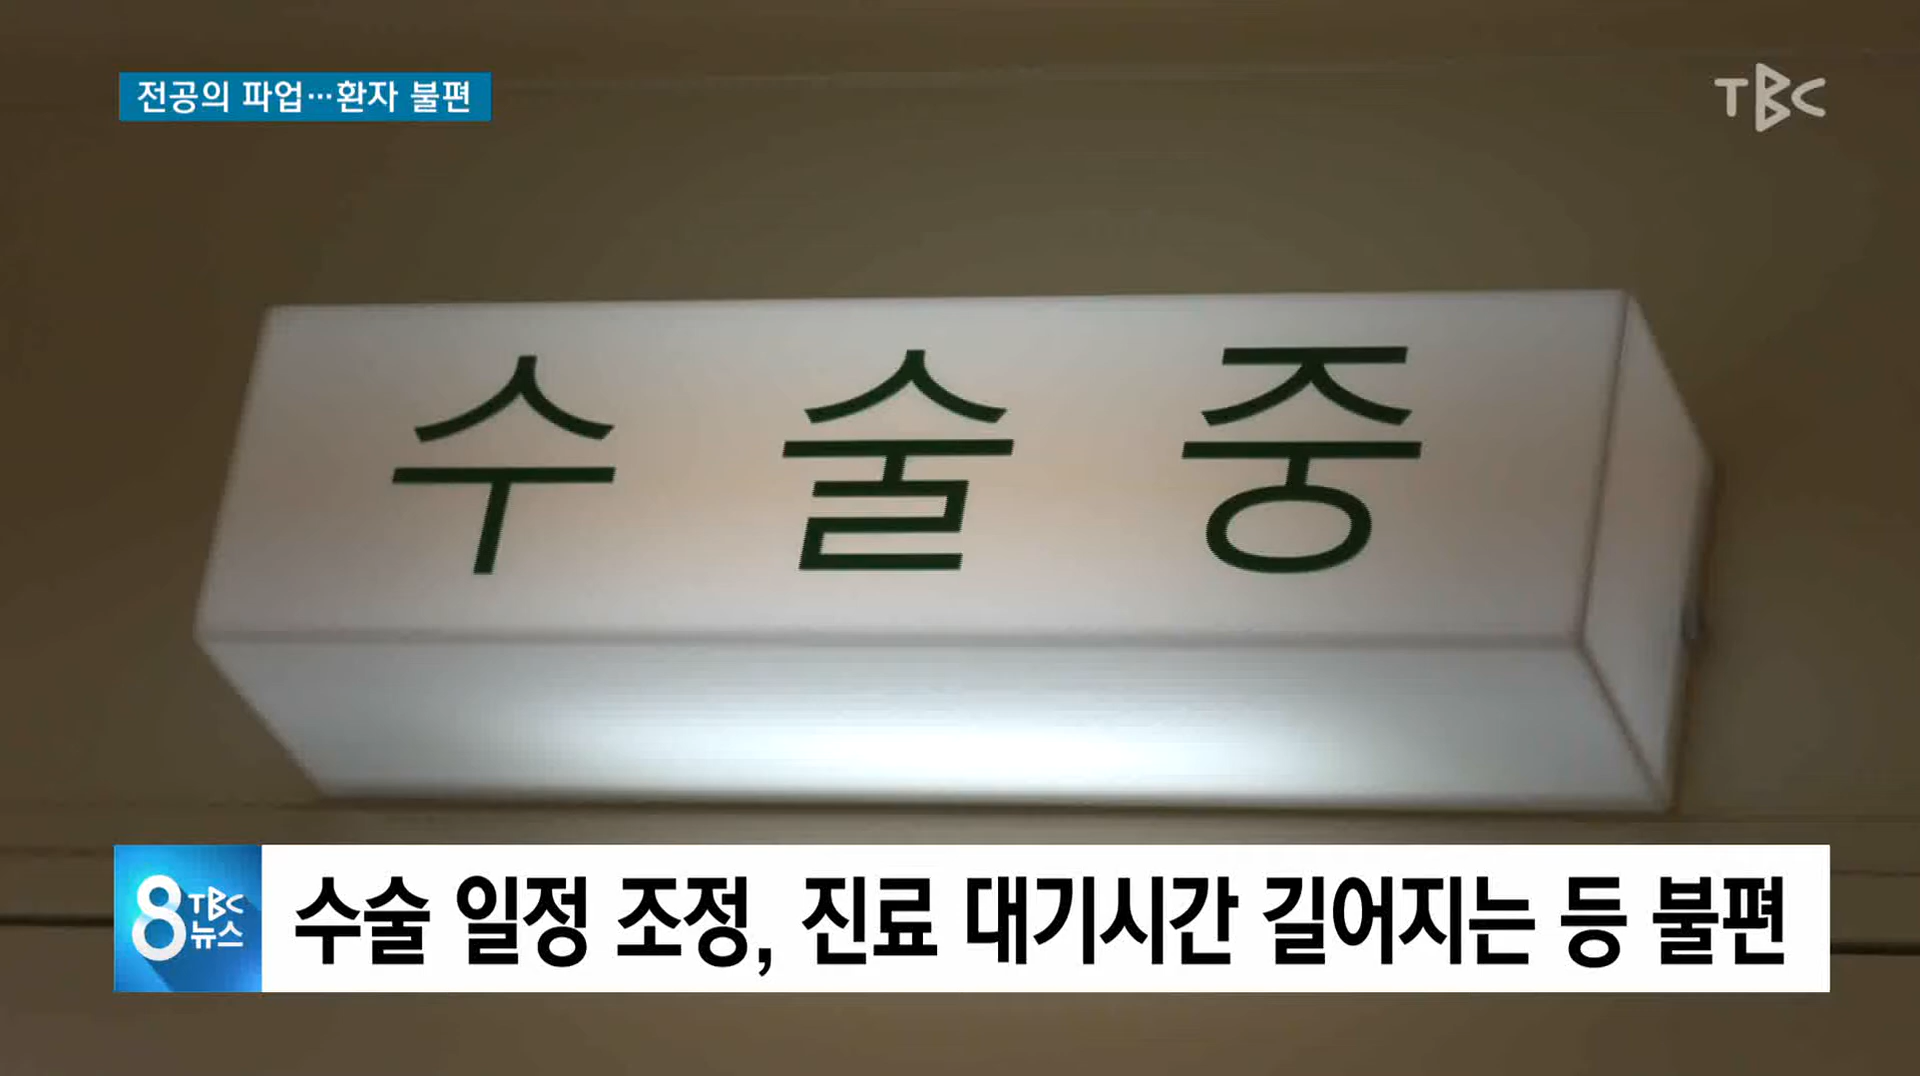 전공의 파업…환자 불편
TBC
수 술 중
8 TBC 뉴스
수술 일정 조정, 진료 대기시간 길어지는 등 불편